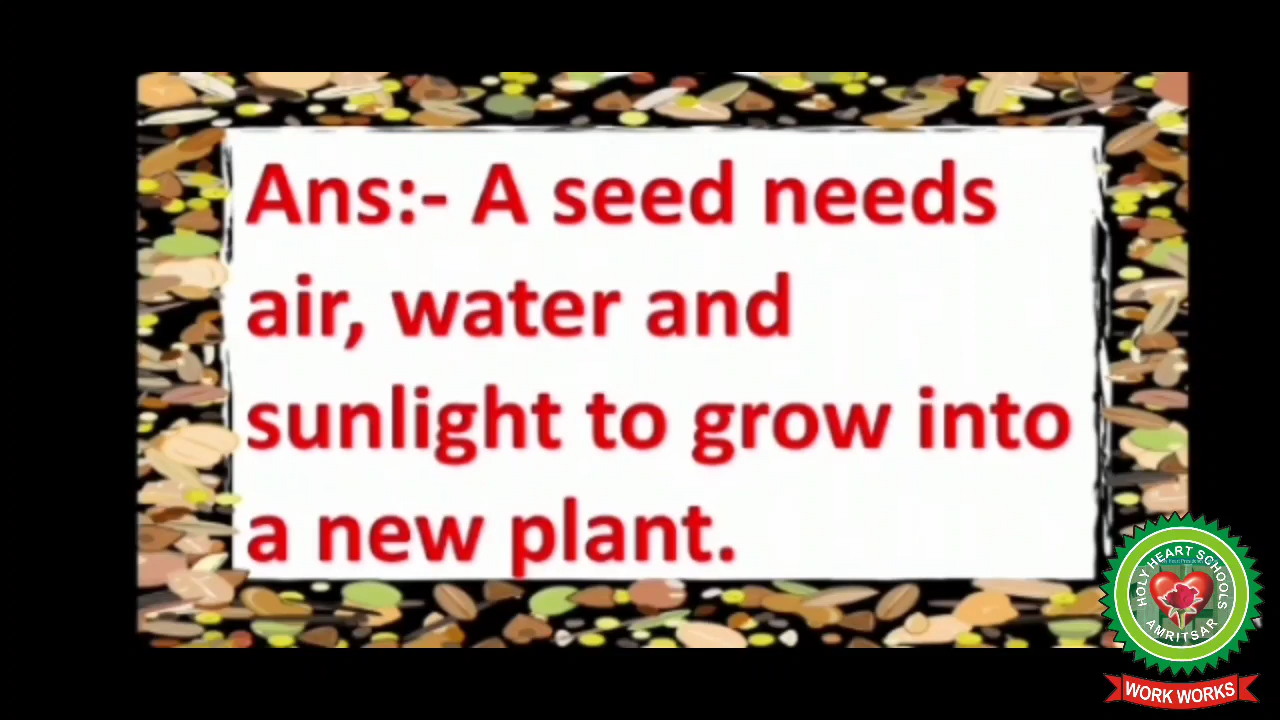 Ans:- A seed needs
air, water and
sunlight to grow into
a new plant.
HOLY HEART SCHOOLS
AMRITSAR
WORK WORKS